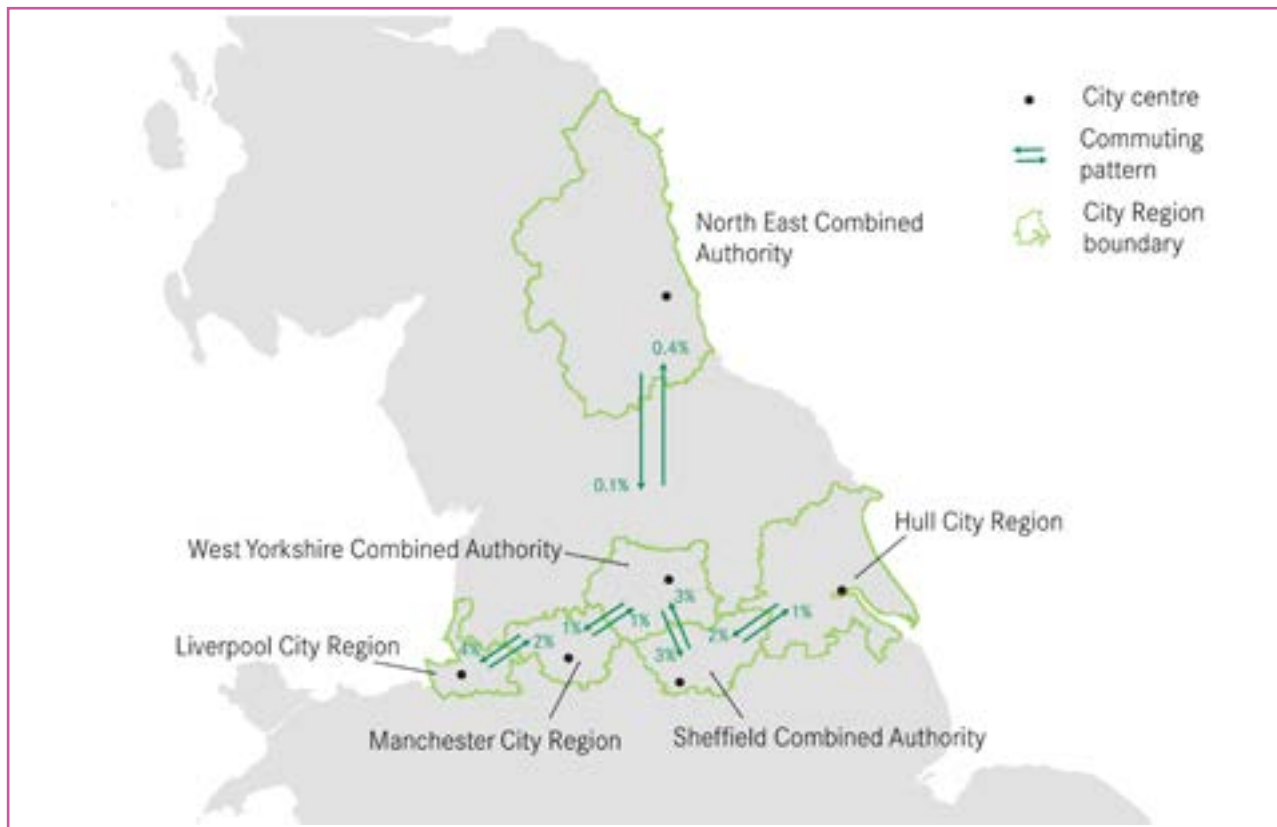 City centre
Commuting
pattern
City Region
boundary
North East Combined
Authority
0.4%
0.1%
Hull City Region
West Yorkshire Combined Authority
3%
1%
1%
1%
2%
4%
2%
3%
Liverpool City Region
Manchester City Region
Sheffield Combined Authority